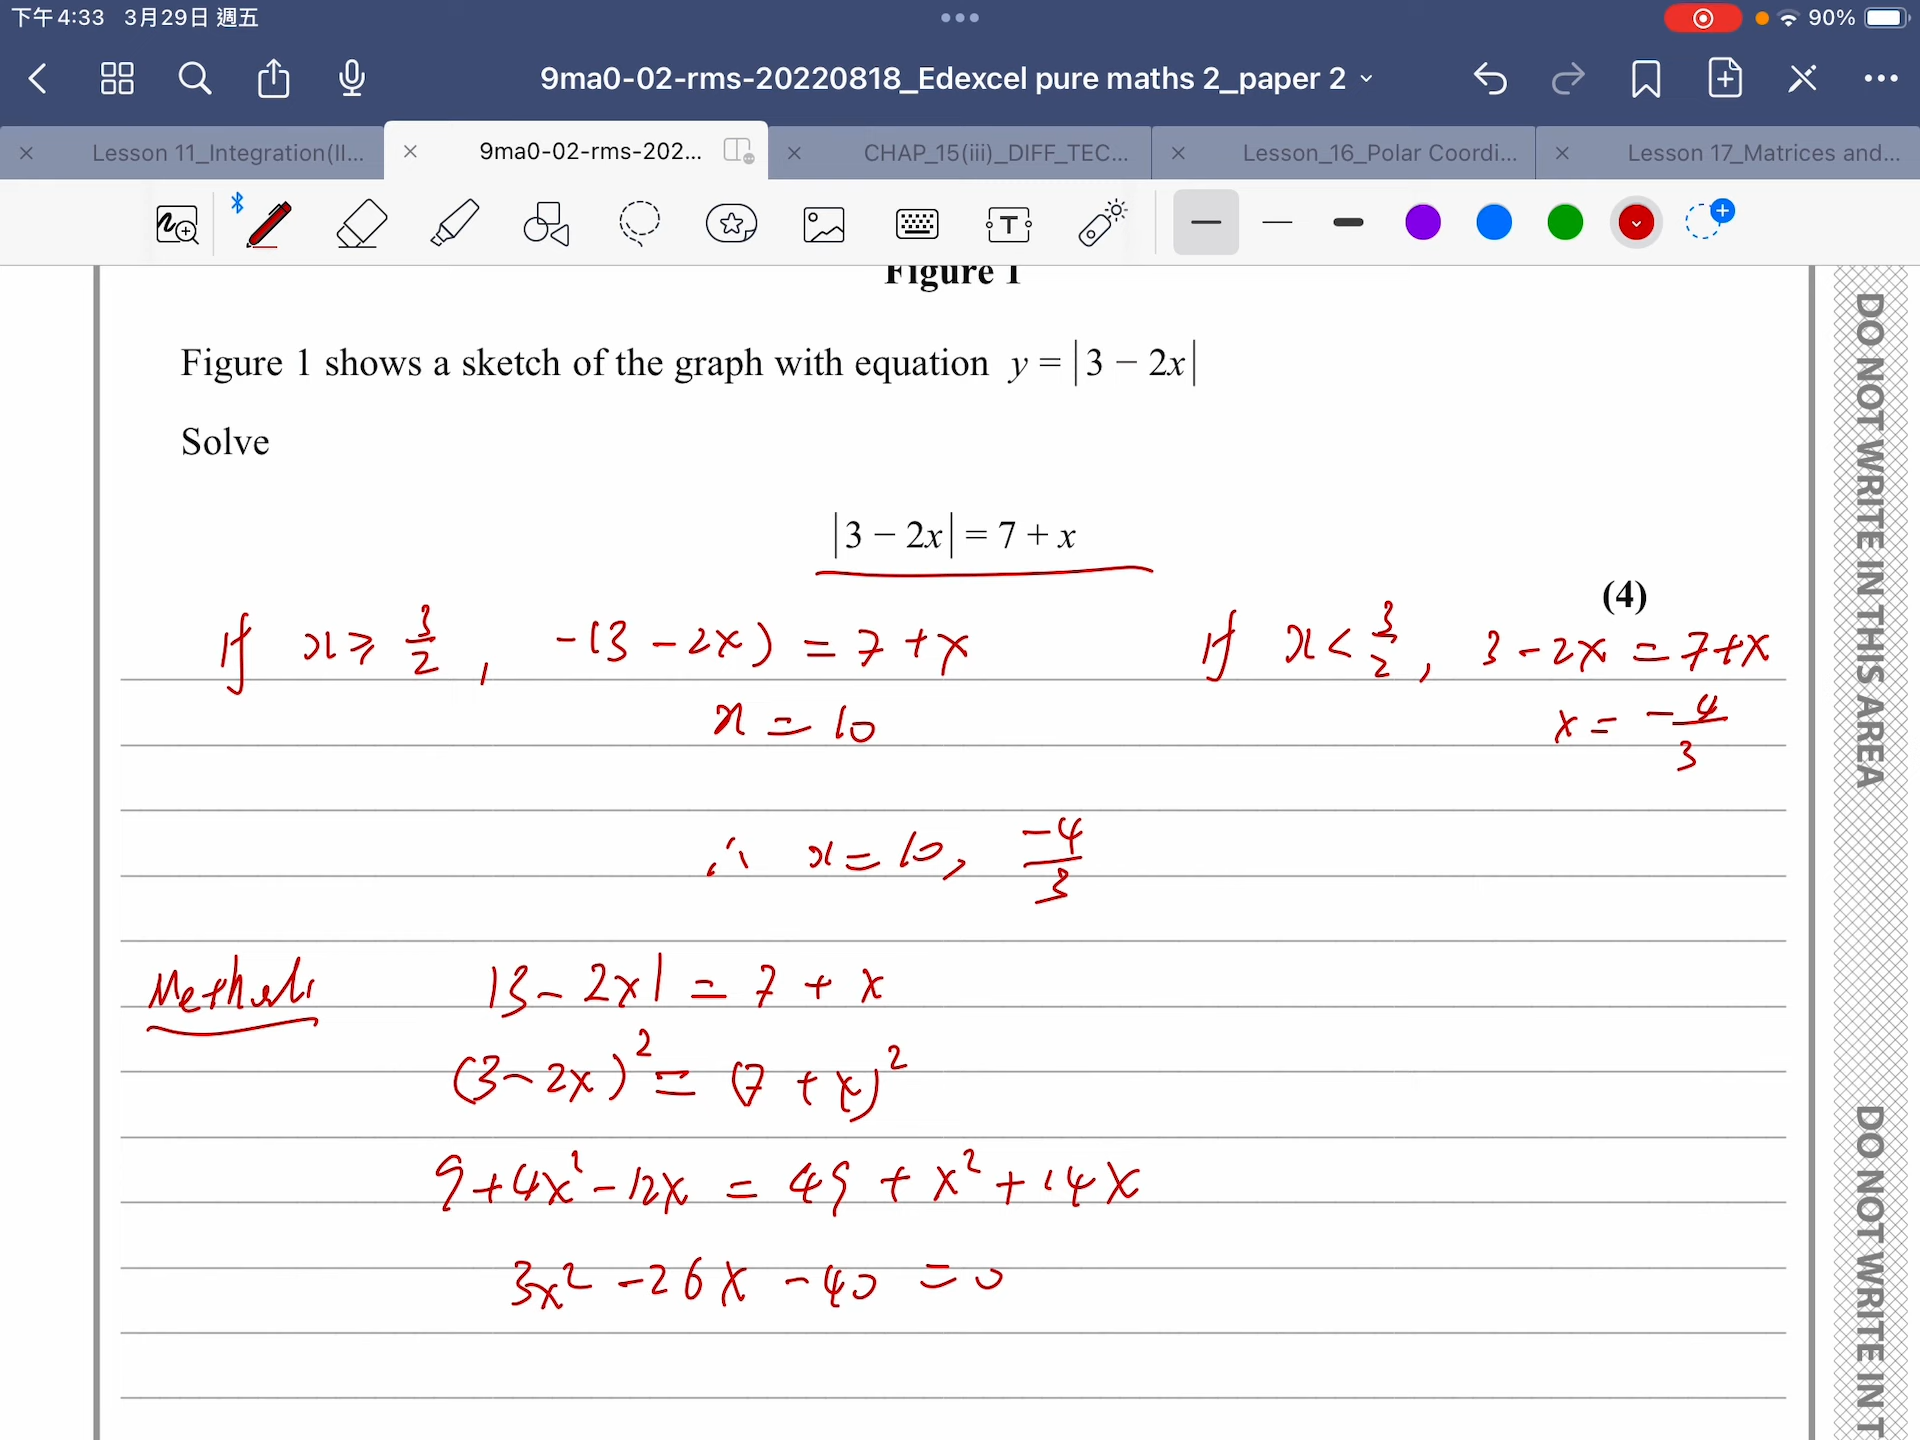 下午4:33 3月29日 週五
90%
9ma0-02-rms-20220818_Edexcel pure maths 2_paper 2
Lesson 11_Integration(II... 9ma0-02-rms-202... CHAP_15(iii)_DIFF_TEC... Lesson_16_Polar Coordi... Lesson 17_Matrices and...
Figure 1
Figure 1 shows a sketch of the graph with equation y = |3 − 2x|
Solve
|3 − 2x| = 7 + x
(4)
If x ≥ 3/2, -(3 - 2x) = 7 + x
x = 10
If x < 3/2, 3 - 2x = 7 + x
x = -4/3
∴ x = 10, -4/3
|3 - 2x| = 7 + x
(3 - 2x)² = (7 + x)²
9 + 4x² - 12x = 49 + x² + 14x
3x² - 26x - 40 = 0
DO NOT WRITE IN THIS AREA
DO NOT WRITE IN T